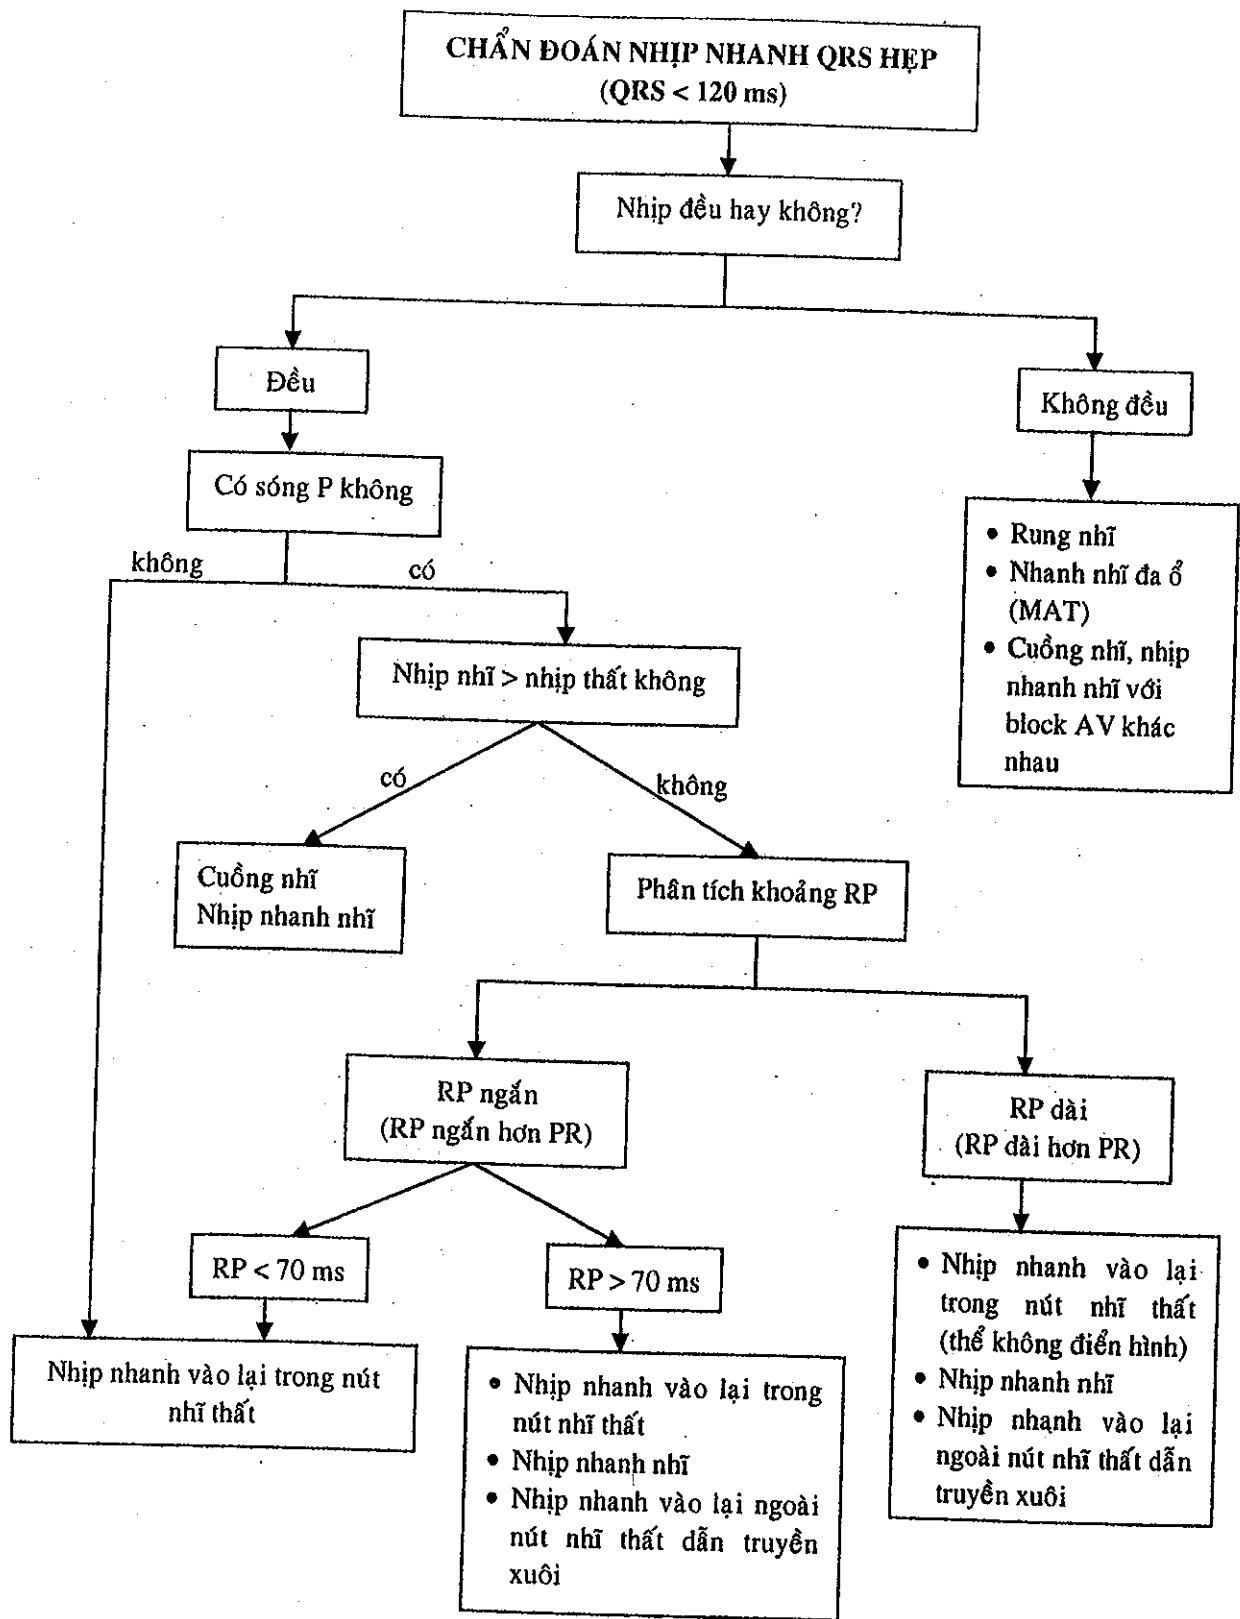 CHẨN ĐOÁN NHỊP NHANH QRS HẸP
(QRS < 120 ms)
Nhịp đều hay không?
Đều
Không đều
Có sóng P không
không
có
• Rung nhĩ
• Nhanh nhĩ đa ổ
(MAT)
• Cuồng nhĩ, nhịp
nhanh nhĩ với
block AV khác
nhau
Nhịp nhĩ > nhịp thất không
có
không
Cuồng nhĩ
Nhịp nhanh nhĩ
Phân tích khoảng RP
RP ngắn
(RP ngắn hơn PR)
RP dài
(RP dài hơn PR)
RP < 70 ms
RP > 70 ms
Nhịp nhanh vào lại trong nút
nhĩ thất
• Nhịp nhanh vào lại trong
nút nhĩ thất
• Nhịp nhanh nhĩ
• Nhịp nhanh vào lại ngoài
nút nhĩ thất dẫn truyền
xuôi
• Nhịp nhanh vào lại
trong nút nhĩ thất
(thể không điển hình)
• Nhịp nhanh nhĩ
• Nhịp nhanh vào lại
ngoài nút nhĩ thất dẫn
truyền xuôi